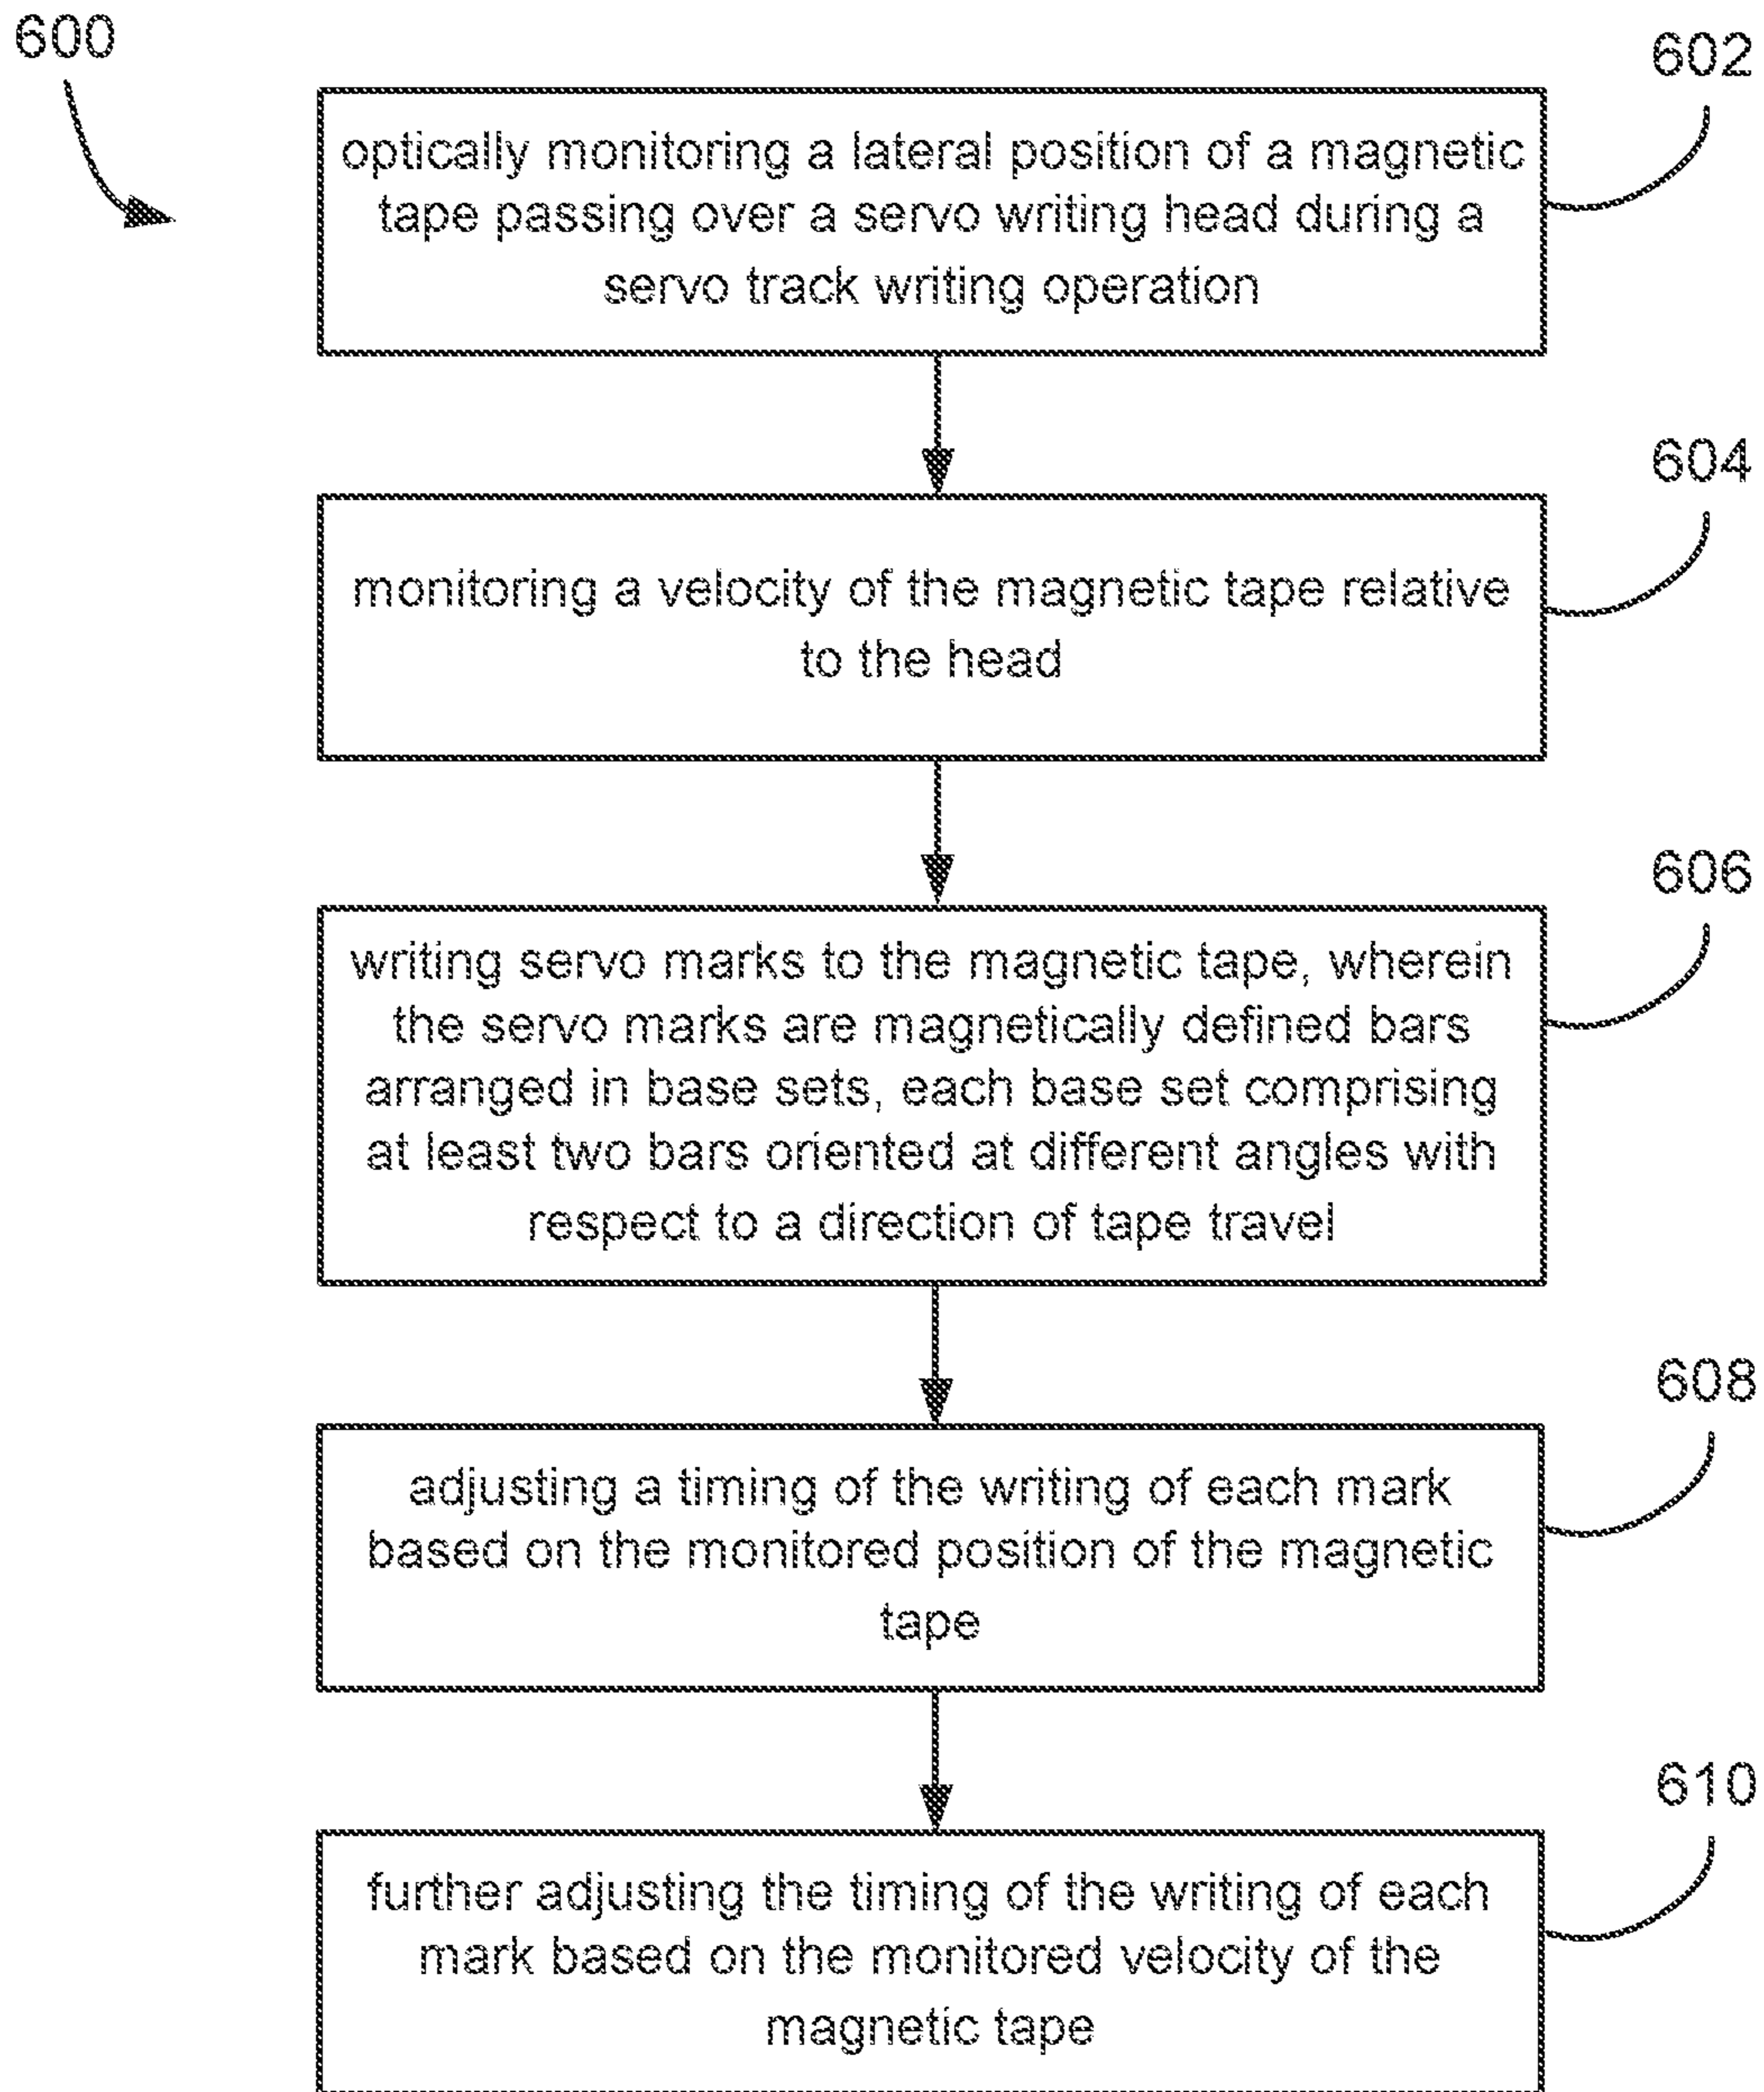 600
602
optically monitoring a lateral position of a magnetic
tape passing over a servo writing head during a
servo track writing operation
604
monitoring a velocity of the magnetic tape relative
to the head
606
writing servo marks to the magnetic tape, wherein
the servo marks are magnetically defined bars
arranged in base sets, each base set comprising
at least two bars oriented at different angles with
respect to a direction of tape travel
608
adjusting a timing of the writing of each mark
based on the monitored position of the magnetic
tape
610
further adjusting the timing of the writing of each
mark based on the monitored velocity of the
magnetic tape